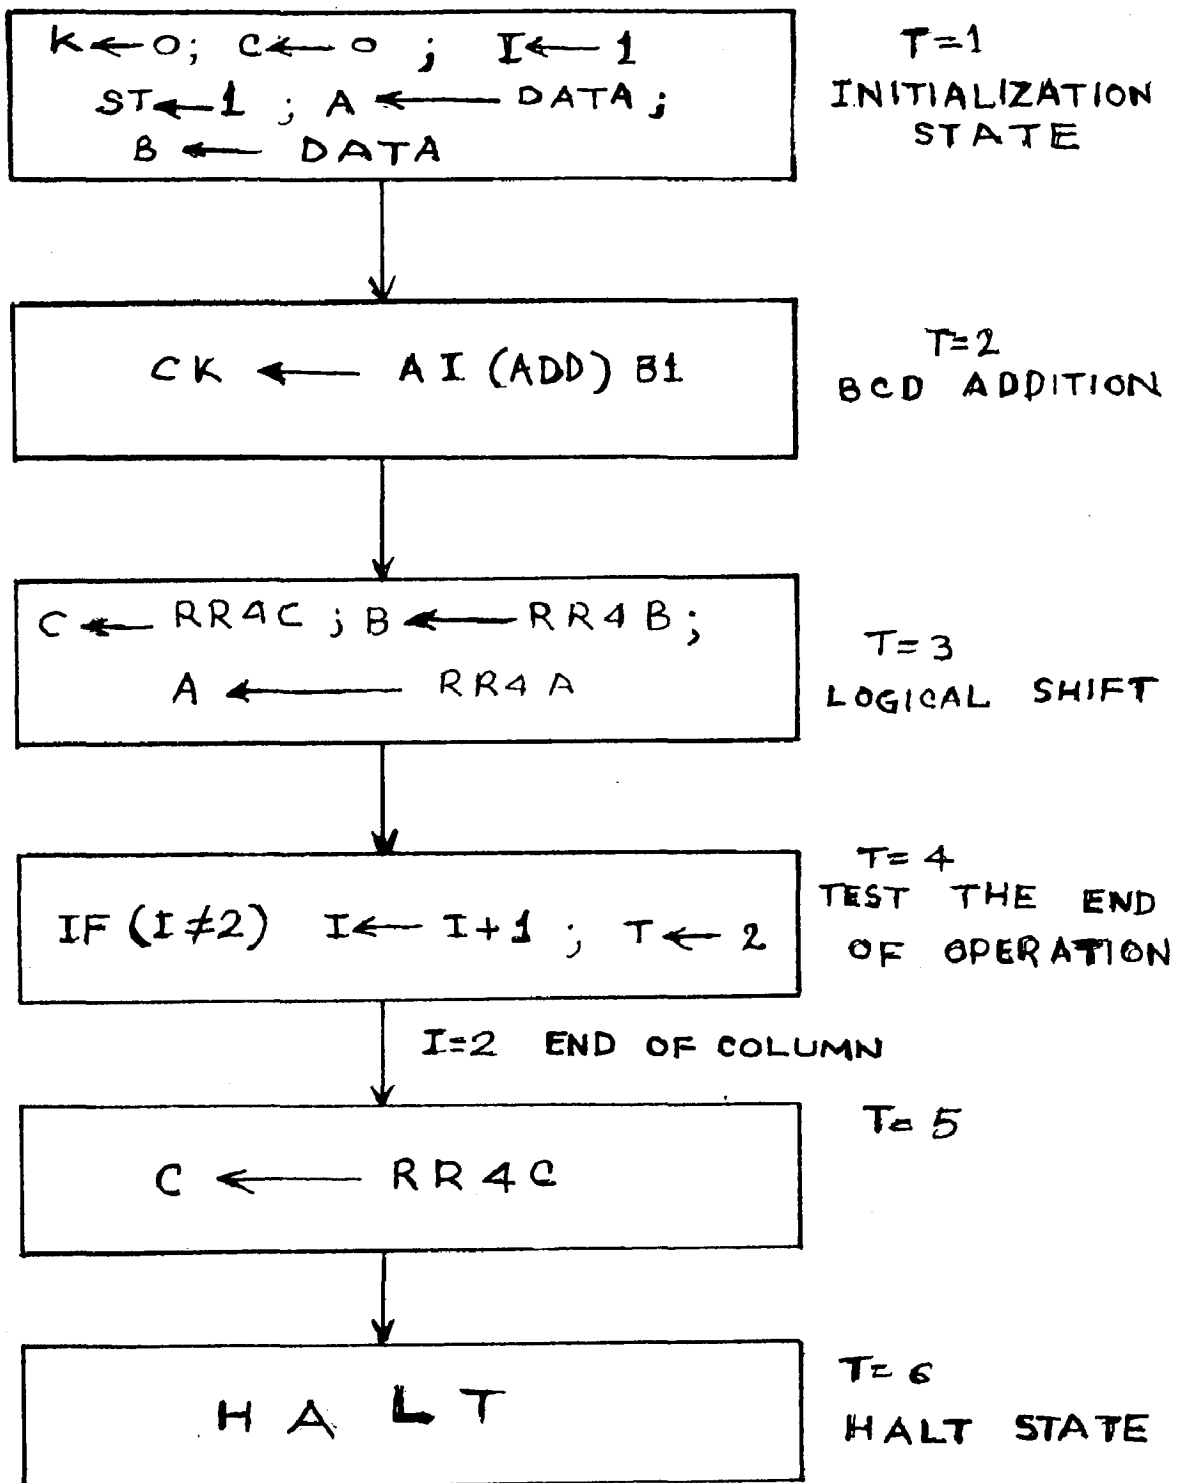 K←0; C←0 ; I←1
ST←1 ; A ← DATA;
B ← DATA
T=1
INITIALIZATION
STATE
CK ← AI (ADD) B1
T=2
BCD ADDITION
C ← RR4C ; B ← RR4B ;
A ← RR4A
T=3
LOGICAL SHIFT
IF (I≠2) I← I+1 ; T← 2
T=4
TEST THE END
OF OPERATION
I=2 END OF COLUMN
C ← RR4C
T=5
HALT
T=6
HALT STATE